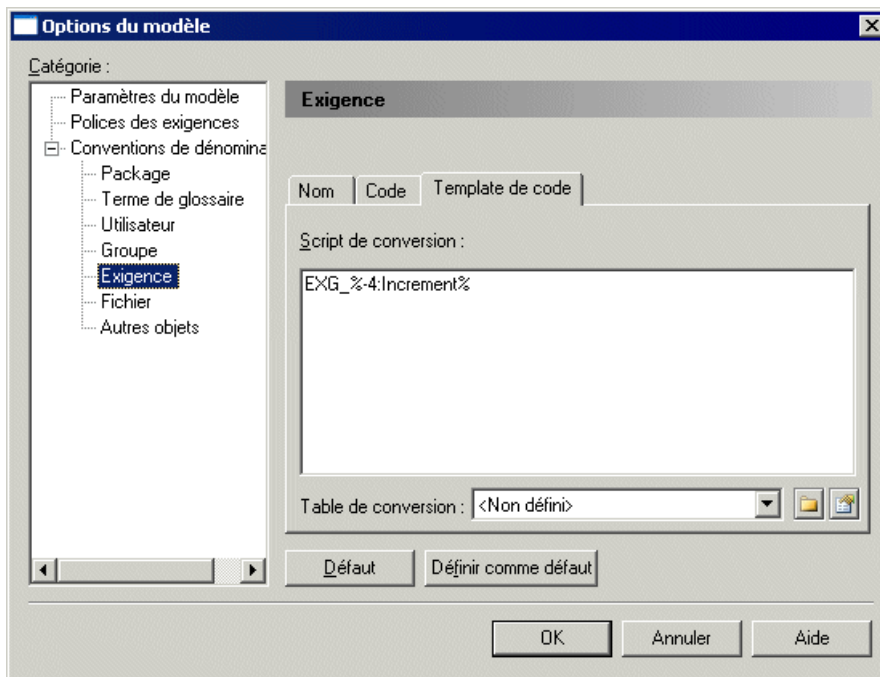 Options du modèle
Catégorie :
Paramètres du modèle
Polices des exigences
Conventions de dénomina
Package
Terme de glossaire
Utilisateur
Groupe
Exigence
Fichier
Autres objets
Exigence
Nom Code Template de code
Script de conversion :
EXG_%-4:Increment%
Table de conversion : <Non défini>
Défaut Définir comme défaut
OK Annuler Aide